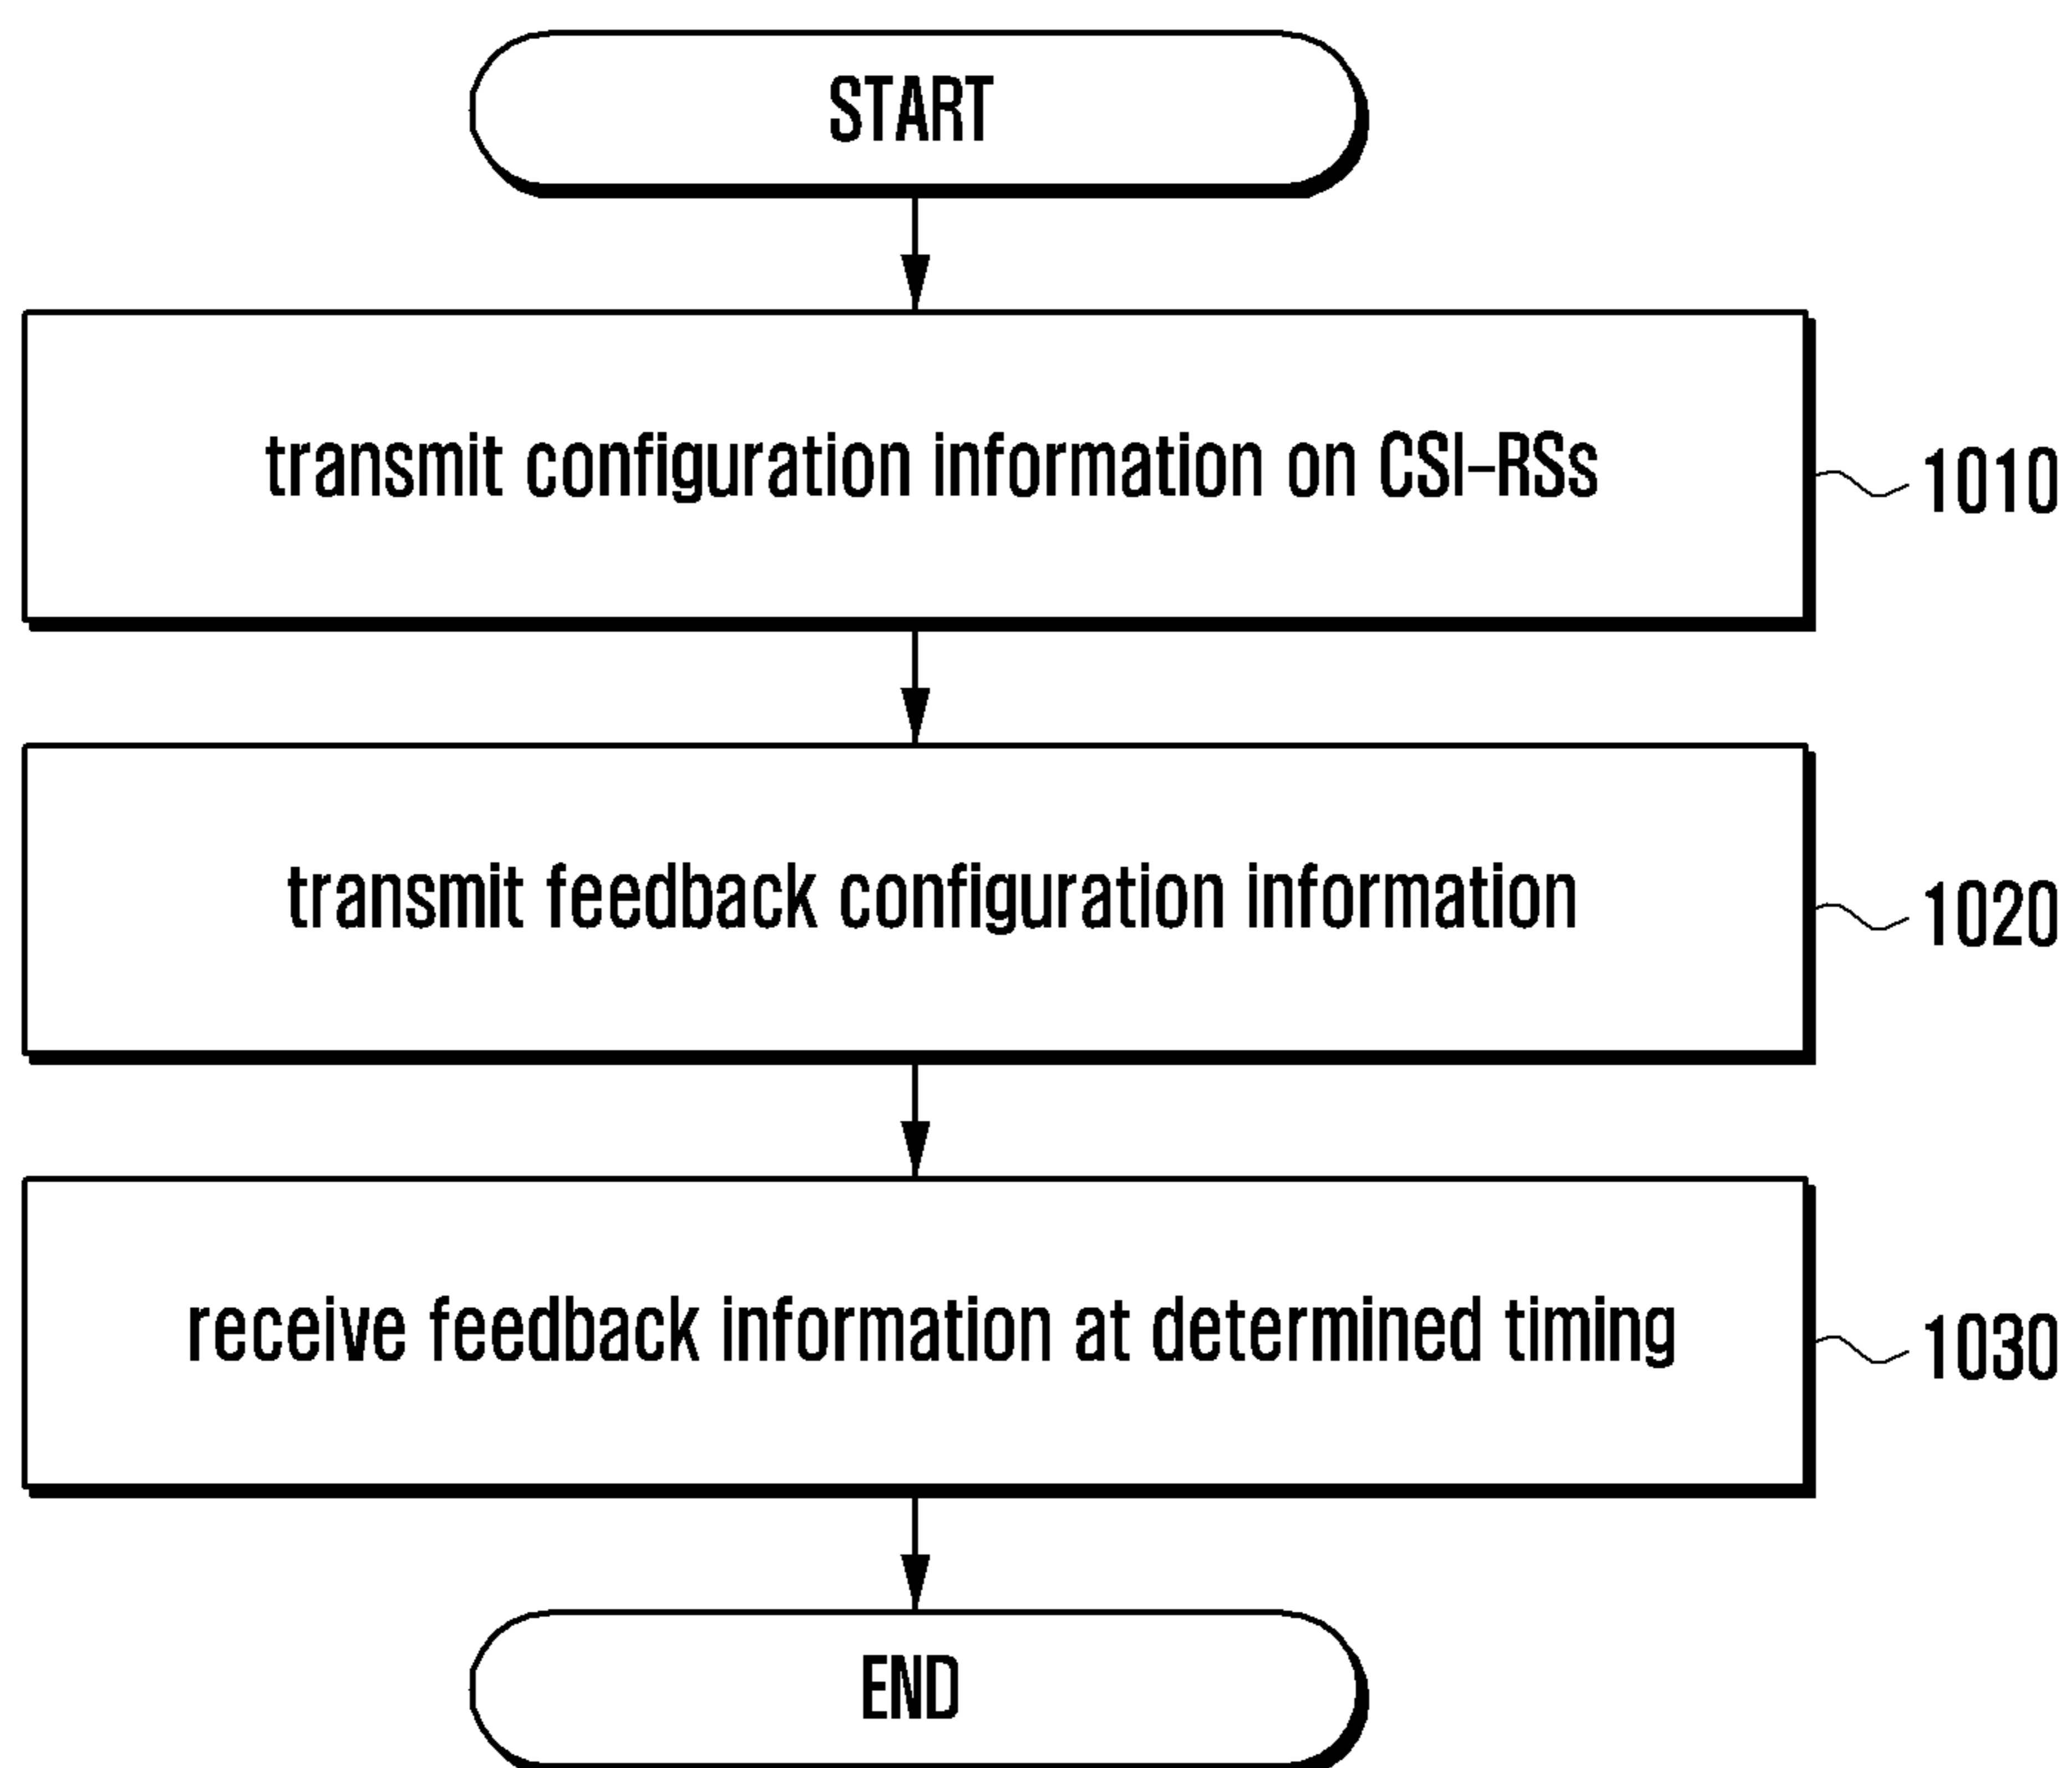 START
transmit configuration information on CSI-RSs
1010
transmit feedback configuration information
1020
receive feedback information at determined timing
1030
END